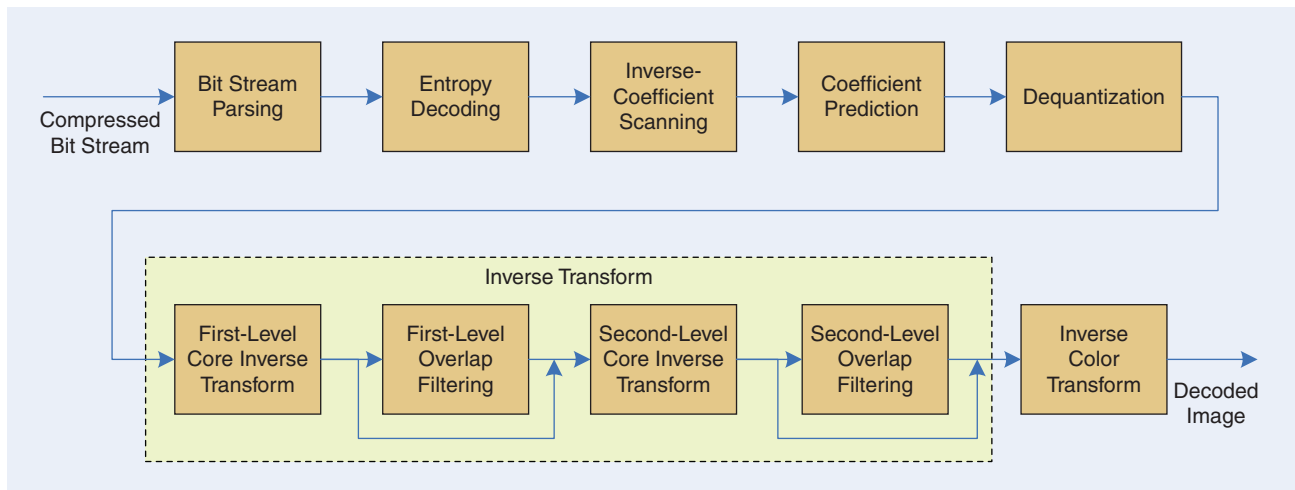 Compressed
Bit Stream
Bit Stream
Parsing
Entropy
Decoding
Inverse-
Coefficient
Scanning
Coefficient
Prediction
Dequantization
Inverse Transform
First-Level
Core Inverse
Transform
First-Level
Overlap
Filtering
Second-Level
Core Inverse
Transform
Second-Level
Overlap
Filtering
Inverse
Color
Transform
Decoded
Image